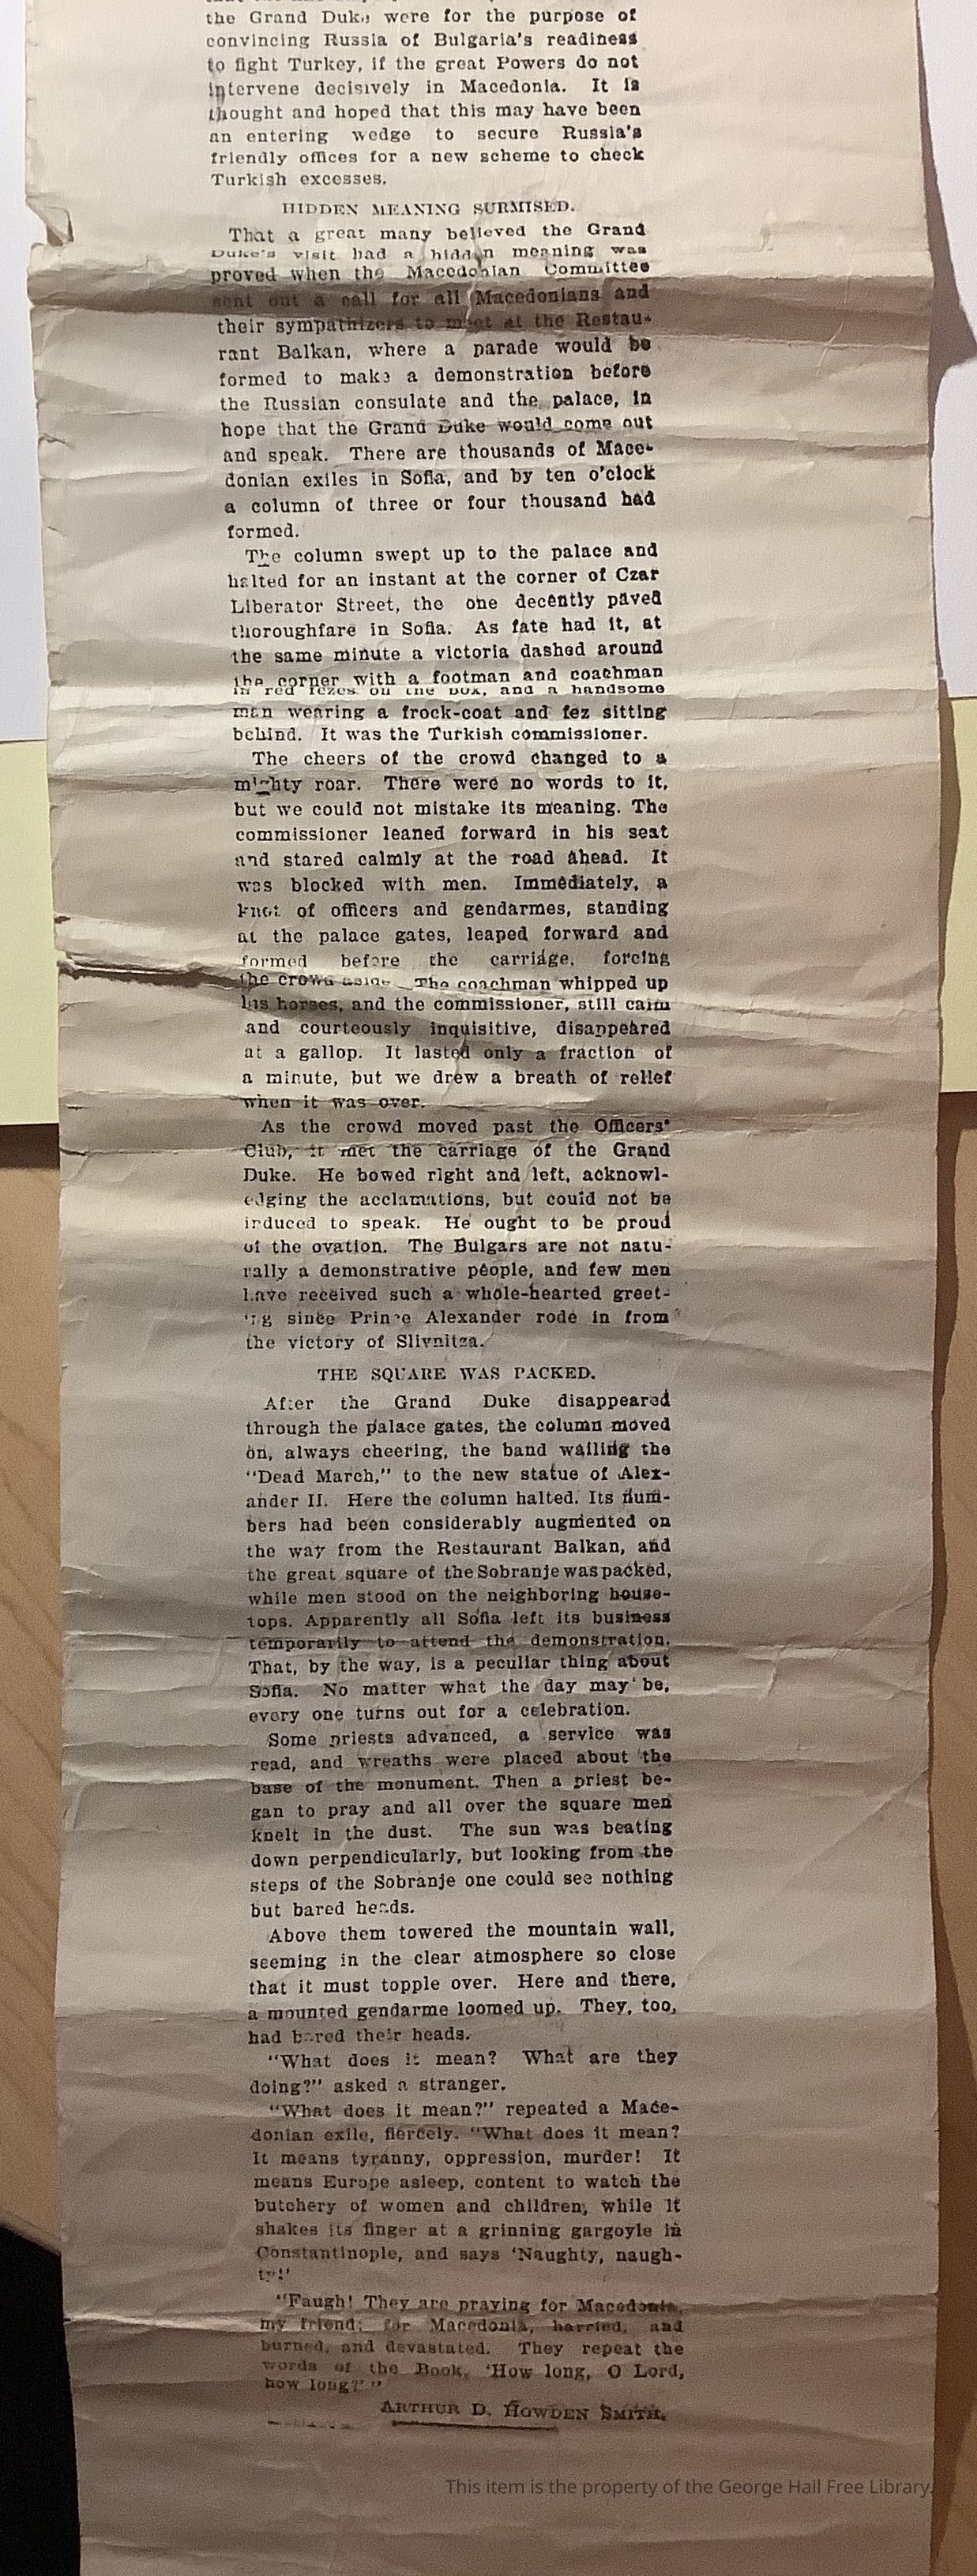 the Grand Duke were for the purpose of
convincing Russia of Bulgaria's readiness
to fight Turkey, if the great Powers do not
intervene decisively in Macedonia. It is
thought and hoped that this may have been
an entering wedge to secure Russia's
friendly offices for a new scheme to check
Turkish excesses.
HIDDEN MEANING SURMISED.
That a great many believed the Grand
Duke's visit had a hidden meaning was
proved when the Macedonian Committee
sent out a call for all Macedonians and
their sympathizers to meet at the Restau-
rant Balkan, where a parade would be
formed to make a demonstration before
the Russian consulate and the palace, in
hope that the Grand Duke would come out
and speak. There are thousands of Mace-
donian exiles in Sofia, and by ten o'clock
a column of three or four thousand had
formed.
The column swept up to the palace and
halted for an instant at the corner of Czar
Liberator Street, the one decently paved
thoroughfare in Sofia. As fate had it, at
the same minute a victoria dashed around
the corner with a footman and coachman
in red fezes on the box, and a handsome
man wearing a frock-coat and fez sitting
behind. It was the Turkish commissioner.
The cheers of the crowd changed to a
mighty roar. There were no words to it,
but we could not mistake its meaning. The
commissioner leaned forward in his seat
and stared calmly at the road ahead. It
was blocked with men. Immediately, a
knot of officers and gendarmes, standing
at the palace gates, leaped forward and
formed before the carriage, forcing
the crowd aside. The coachman whipped up
his horses, and the commissioner, still calm
and courteously inquisitive, disappeared
at a gallop. It lasted only a fraction of
a minute, but we drew a breath of relief
when it was over.
As the crowd moved past the Officers'
Club, it met the carriage of the Grand
Duke. He bowed right and left, acknowl-
edging the acclamations, but could not be
induced to speak. He ought to be proud
of the ovation. The Bulgars are not natu-
rally a demonstrative people, and few men
have received such a whole-hearted greet-
ing since Prince Alexander rode in from
the victory of Slivnitza.
THE SQUARE WAS PACKED.
After the Grand Duke disappeared
through the palace gates, the column moved
on, always cheering, the band wailing the
"Dead March," to the new statue of Alex-
ander II. Here the column halted. Its num-
bers had been considerably augmented on
the way from the Restaurant Balkan, and
the great square of the Sobranje was packed,
while men stood on the neighboring house-
tops. Apparently all Sofia left its business
temporarily to attend the demonstration.
That, by the way, is a peculiar thing about
Sofia. No matter what the day may be,
every one turns out for a celebration.
Some priests advanced, a service was
read, and wreaths were placed about the
base of the monument. Then a priest be-
gan to pray and all over the square men
knelt in the dust. The sun was beating
down perpendicularly, but looking from the
steps of the Sobranje one could see nothing
but bared heads.
Above them towered the mountain wall,
seeming in the clear atmosphere so close
that it must topple over. Here and there,
a mounted gendarme loomed up. They, too,
had bared their heads.
"What does it mean? What are they
doing?" asked a stranger.
"What does it mean?" repeated a Mace-
donian exile, fiercely. "What does it mean?
It means tyranny, oppression, murder! It
means Europe asleep, content to watch the
butchery of women and children, while it
shakes its finger at a grinning gargoyle in
Constantinople, and says 'Naughty, naugh-
ty!'
"Faugh! They are praying for Macedonia,
my friend; for Macedonia, harried, and
burned, and devastated. They repeat the
words of the Book, 'How long, O Lord,
how long?'"
ARTHUR D. HOWDEN SMITH.
This item is the property of the George Hail Free Library.